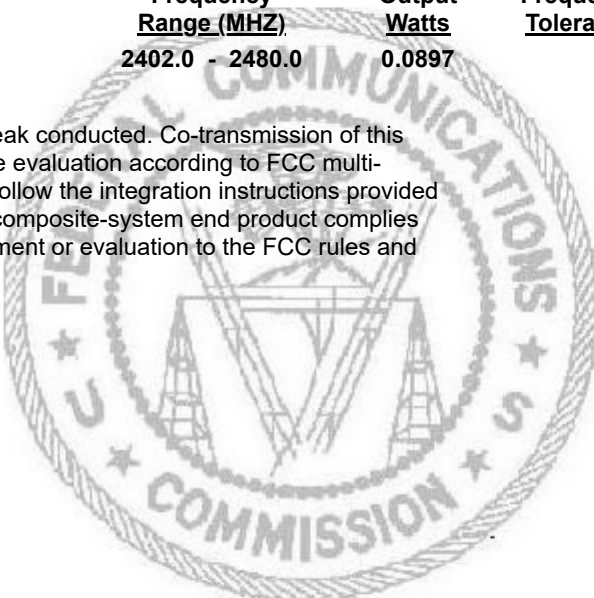 Range (MHZ) Watts
2402.0 - 2480.0 0.0897
eak conducted. Co-transmission of this
e evaluation according to FCC multi-
ollow the integration instructions provided
composite-system end product complies
ment or evaluation to the FCC rules and
FEDERAL COMMUNICATIONS
U S
COMMISSION